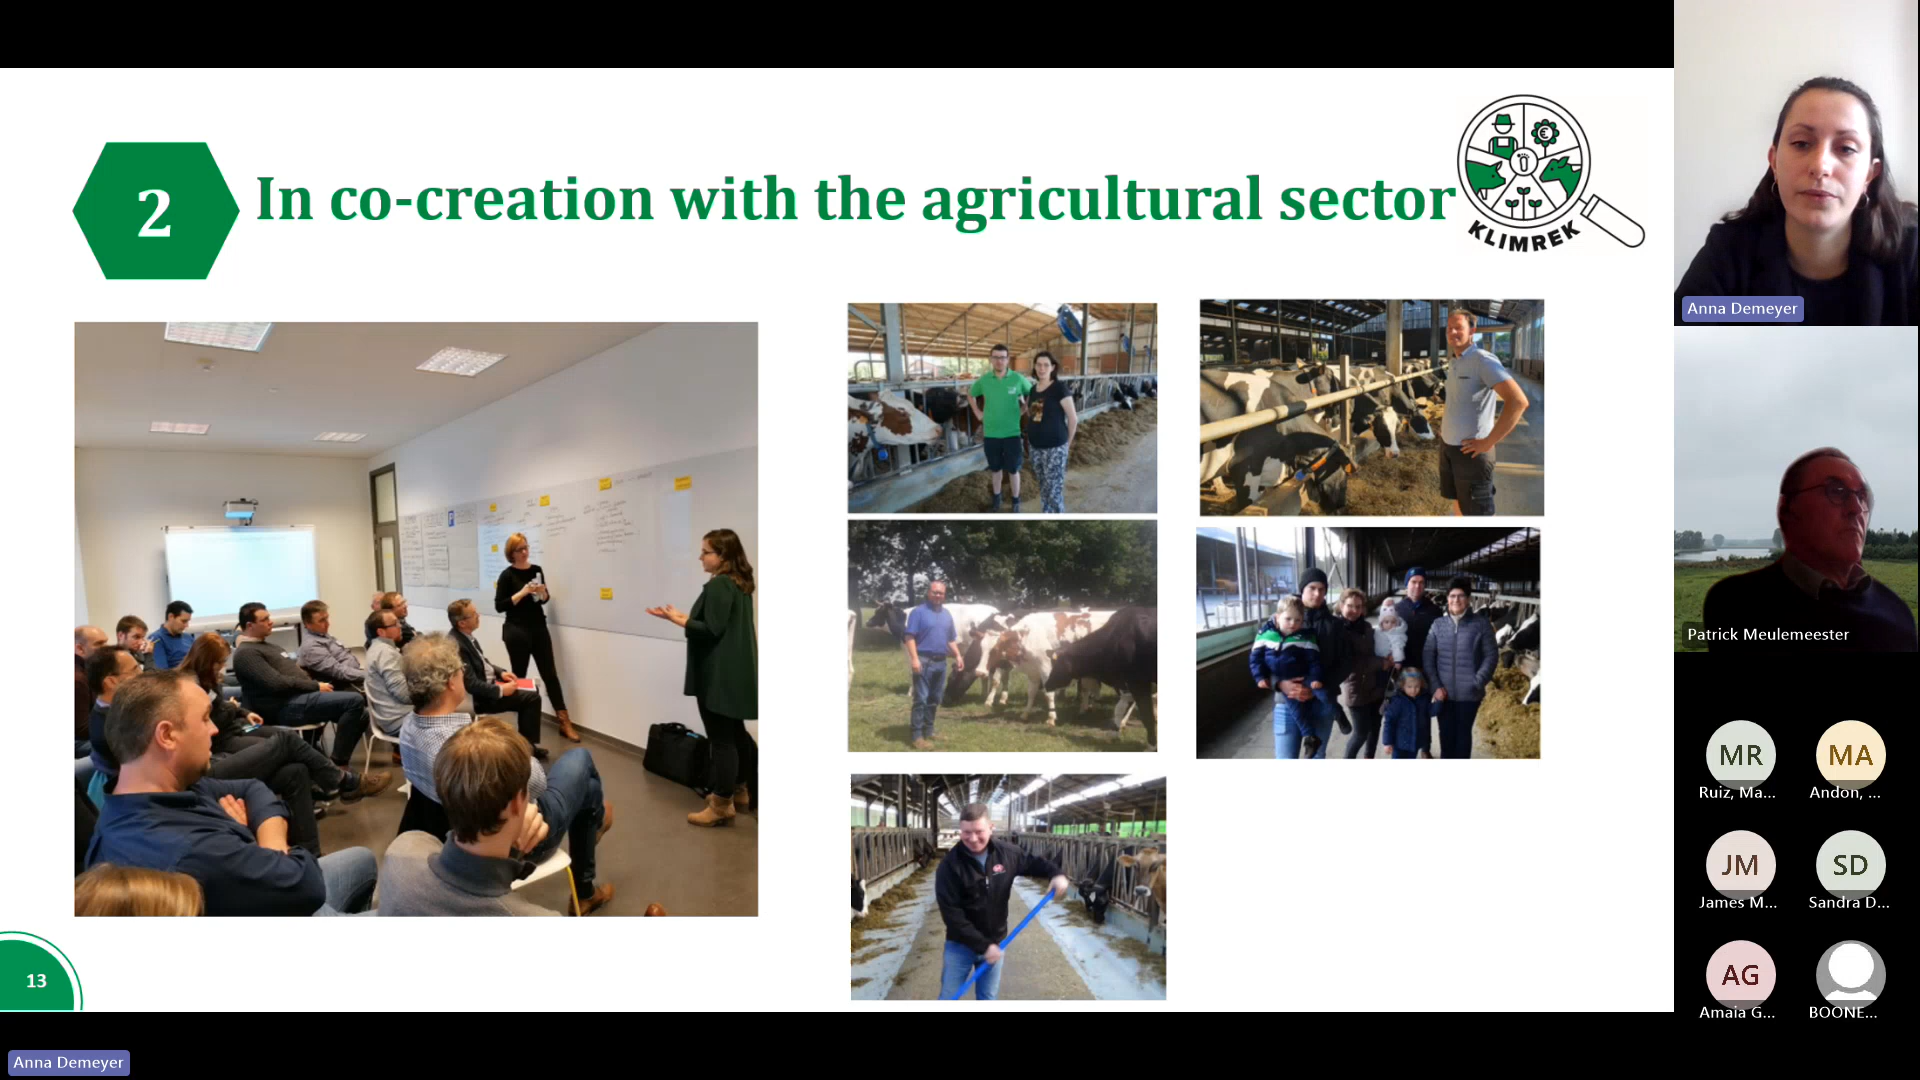 2
In co-creation with the agricultural sector
€
KLIMREK
13
Anna Demeyer
Anna Demeyer
Patrick Meulemeester
MR
Ruiz, Ma...
MA
Andon, ...
JM
James M...
SD
Sandra D...
AG
Amaia G...
BOONE...